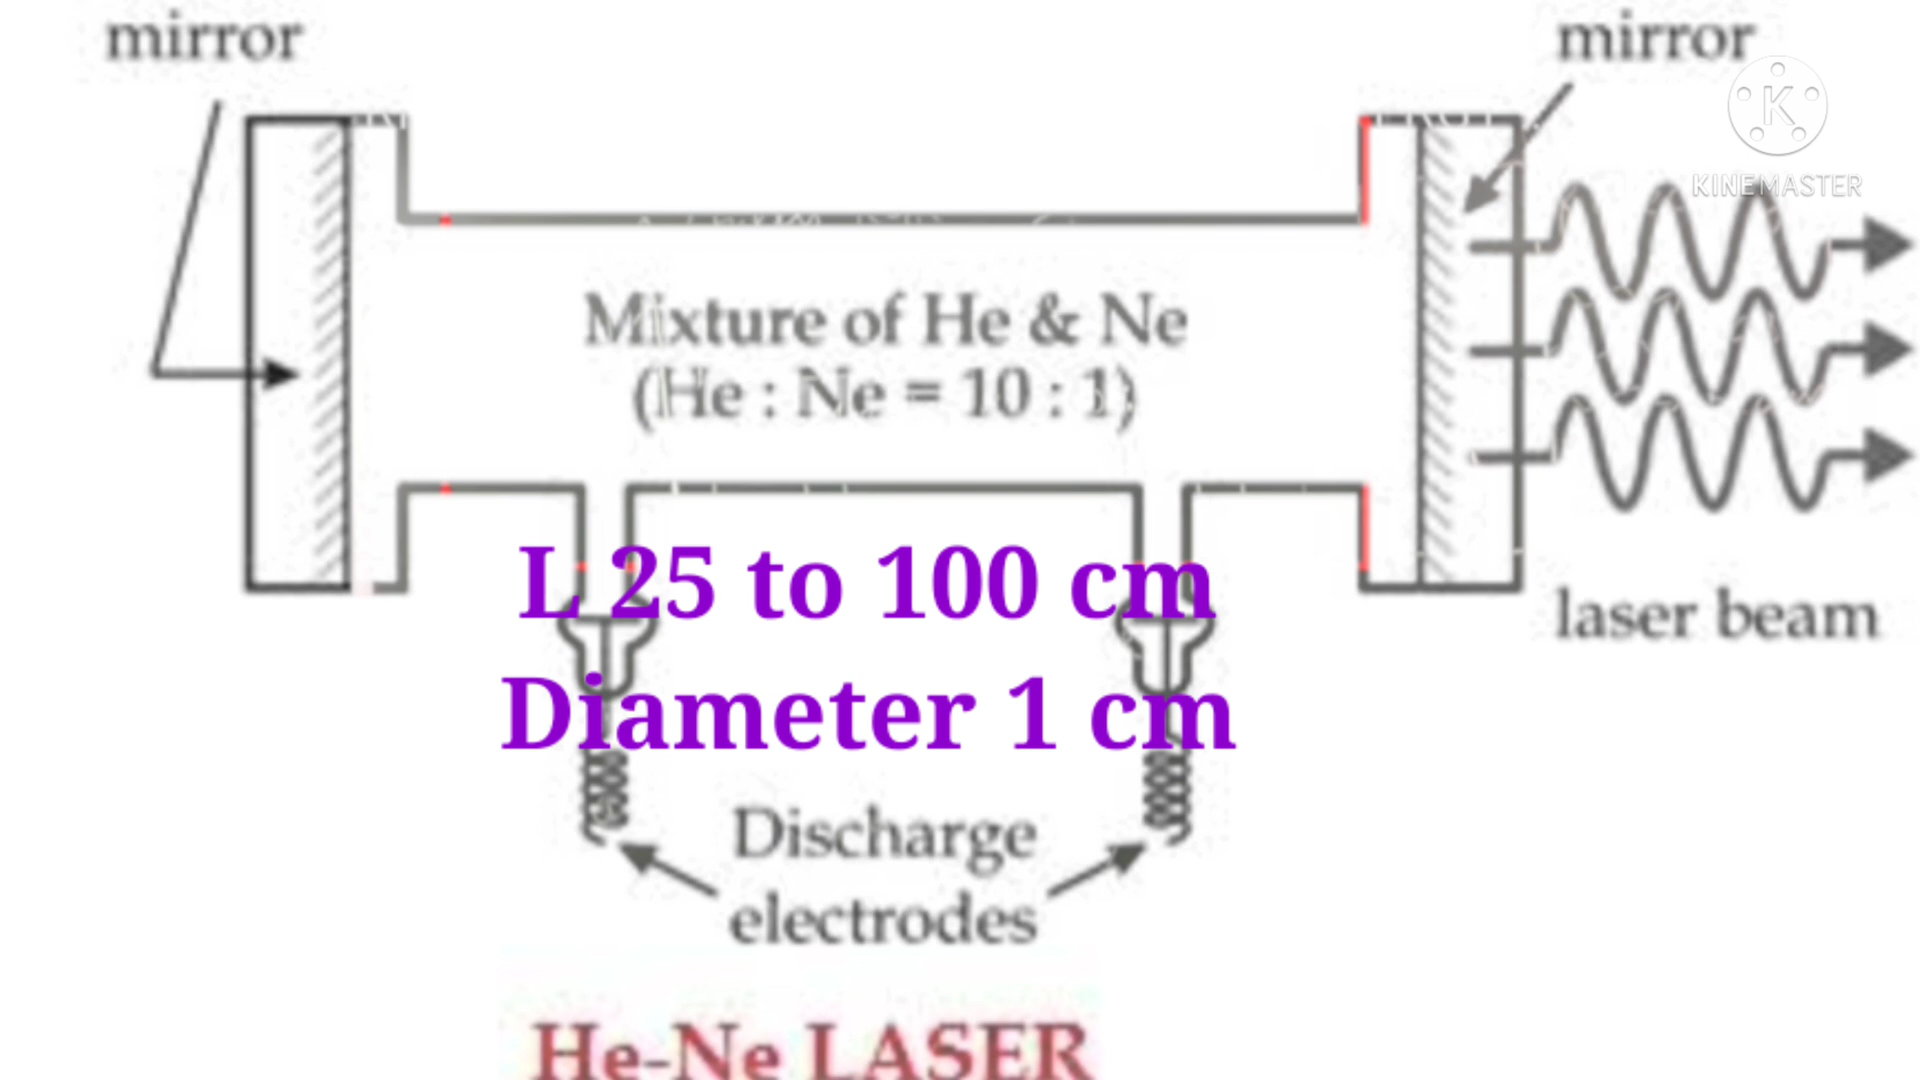 mirror
mirror
K
KINEMASTER
Mixture of He & Ne
(He : Ne = 10 : 1)
L 25 to 100 cm
laser beam
Diameter 1 cm
Discharge
electrodes
He-Ne LASER